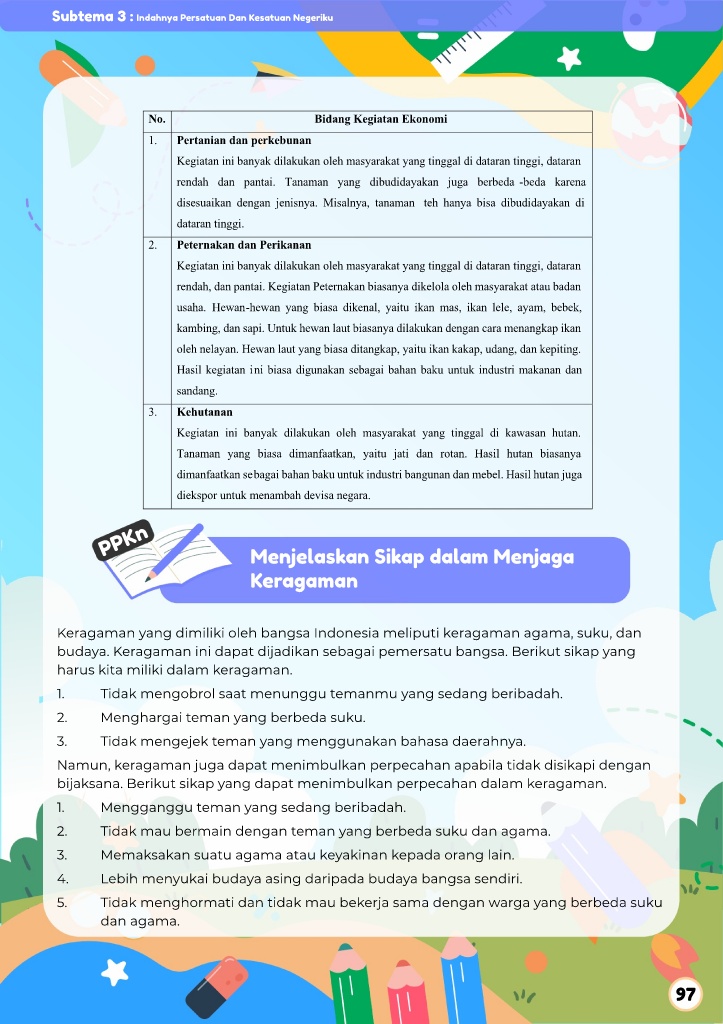 Subtema 3 : Indahnya Persatuan Dan Kesatuan Negeriku
No. Bidang Kegiatan Ekonomi
1. Pertanian dan perkebunan
Kegiatan ini banyak dilakukan oleh masyarakat yang tinggal di dataran tinggi, dataran
rendah dan pantai. Tanaman yang dibudidayakan juga berbeda -beda karena
disesuaikan dengan jenisnya. Misalnya, tanaman teh hanya bisa dibudidayakan di
dataran tinggi.
2. Peternakan dan Perikanan
Kegiatan ini banyak dilakukan oleh masyarakat yang tinggal di dataran tinggi, dataran
rendah, dan pantai. Kegiatan Peternakan biasanya dikelola oleh masyarakat atau badan
usaha. Hewan-hewan yang biasa dikenal, yaitu ikan mas, ikan lele, ayam, bebek,
kambing, dan sapi. Untuk hewan laut biasanya dilakukan dengan cara menangkap ikan
oleh nelayan. Hewan laut yang biasa ditangkap, yaitu ikan kakap, udang, dan kepiting.
Hasil kegiatan ini biasa digunakan sebagai bahan baku untuk industri makanan dan
sandang.
3. Kehutanan
Kegiatan ini banyak dilakukan oleh masyarakat yang tinggal di kawasan hutan.
Tanaman yang biasa dimanfaatkan, yaitu jati dan rotan. Hasil hutan biasanya
dimanfaatkan sebagai bahan baku untuk industri bangunan dan mebel. Hasil hutan juga
diekspor untuk menambah devisa negara.
PPKn
Menjelaskan Sikap dalam Menjaga
Keragaman
Keragaman yang dimiliki oleh bangsa Indonesia meliputi keragaman agama, suku, dan
budaya. Keragaman ini dapat dijadikan sebagai pemersatu bangsa. Berikut sikap yang
harus kita miliki dalam keragaman.
1. Tidak mengobrol saat menunggu temanmu yang sedang beribadah.
2. Menghargai teman yang berbeda suku.
3. Tidak mengejek teman yang menggunakan bahasa daerahnya.
Namun, keragaman juga dapat menimbulkan perpecahan apabila tidak disikapi dengan
bijaksana. Berikut sikap yang dapat menimbulkan perpecahan dalam keragaman.
1. Mengganggu teman yang sedang beribadah.
2. Tidak mau bermain dengan teman yang berbeda suku dan agama.
3. Memaksakan suatu agama atau keyakinan kepada orang lain.
4. Lebih menyukai budaya asing daripada budaya bangsa sendiri.
5. Tidak menghormati dan tidak mau bekerja sama dengan warga yang berbeda suku
dan agama.
97